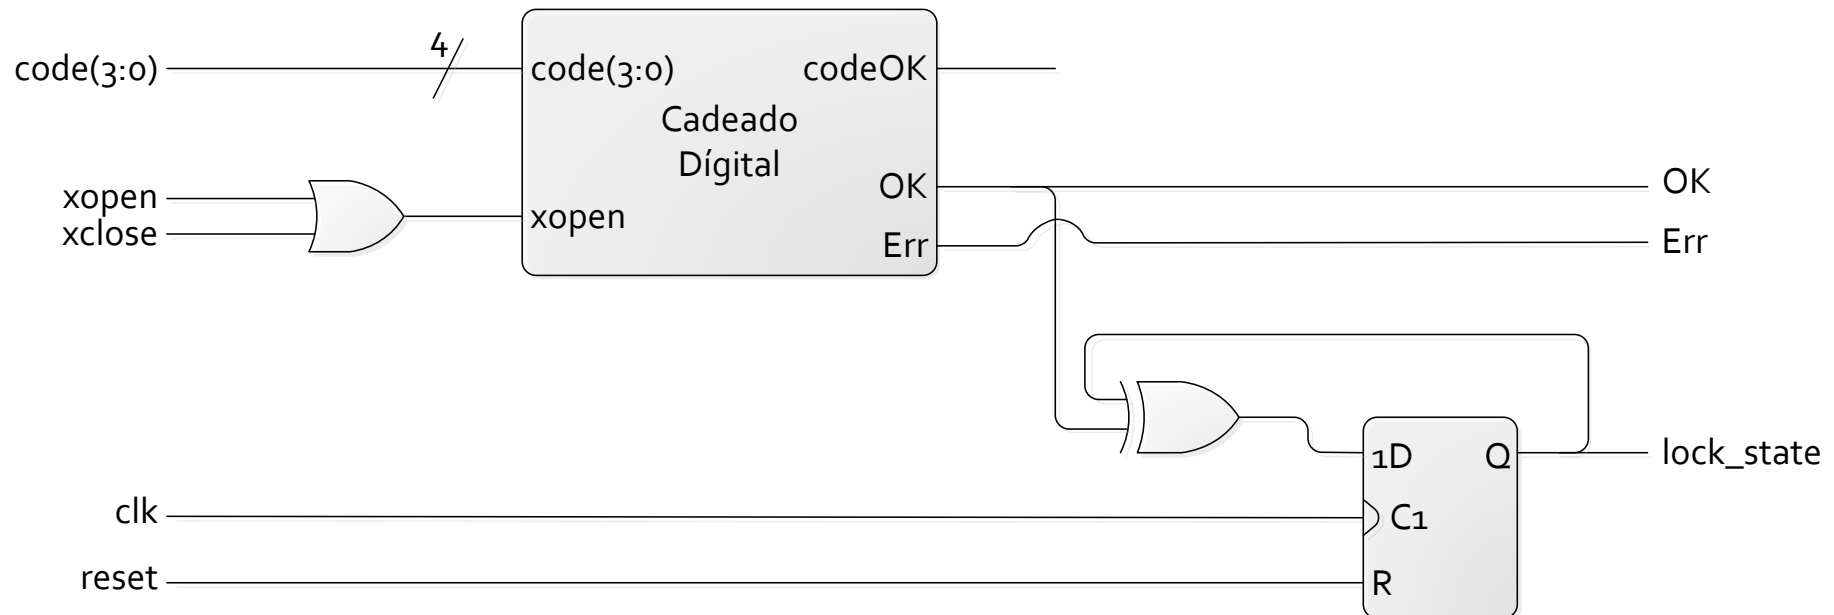 4
code(3:0)
code(3:0)
codeOK
Cadeado
Dígital
xopen
xclose
xopen
OK
Err
OK
Err
1D
Q
lock_state
clk
C1
reset
R